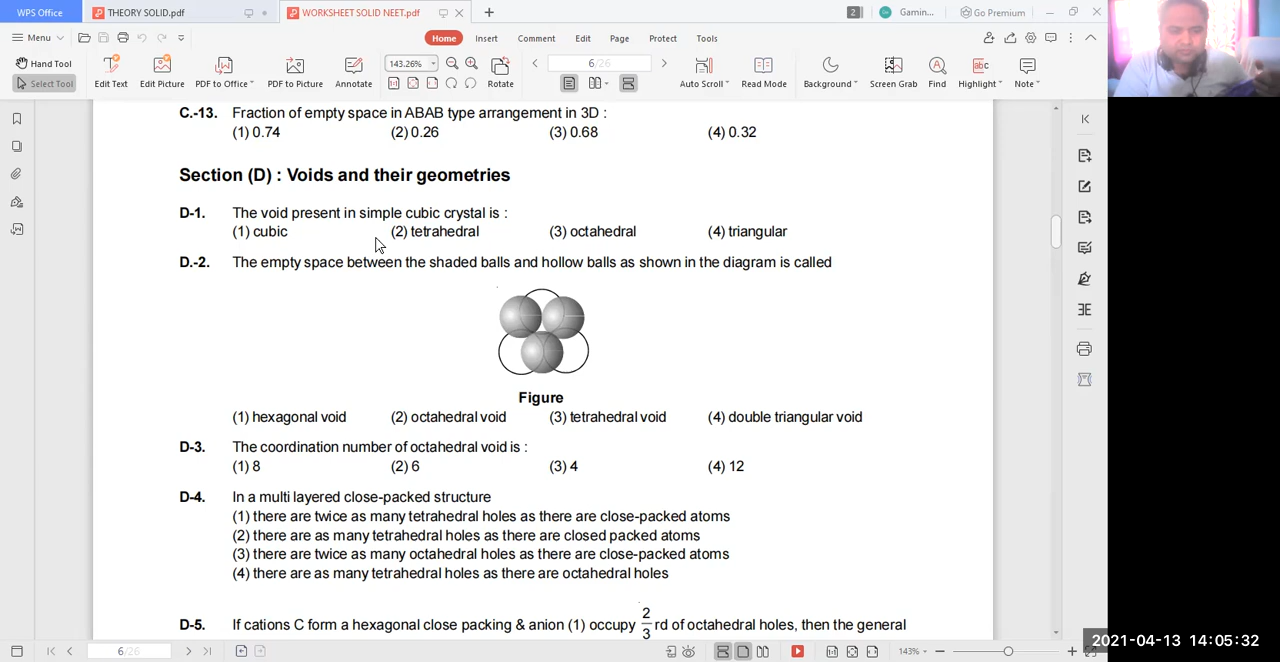 WPS Office THEORY SOLID.pdf WORKSHEET SOLID NEET.pdf 2 Gamin... Go Premium
Menu Home Insert Comment Edit Page Protect Tools
Hand Tool 143.26% 6/26
Select Tool Edit Text Edit Picture PDF to Office PDF to Picture Annotate Rotate Auto Scroll Read Mode Background Screen Grab Find Highlight Note
C.-13. Fraction of empty space in ABAB type arrangement in 3D :
(1) 0.74 (2) 0.26 (3) 0.68 (4) 0.32
Section (D) : Voids and their geometries
D-1. The void present in simple cubic crystal is :
(1) cubic (2) tetrahedral (3) octahedral (4) triangular
D.-2. The empty space between the shaded balls and hollow balls as shown in the diagram is called
Figure
(1) hexagonal void (2) octahedral void (3) tetrahedral void (4) double triangular void
D-3. The coordination number of octahedral void is :
(1) 8 (2) 6 (3) 4 (4) 12
D-4. In a multi layered close-packed structure
(1) there are twice as many tetrahedral holes as there are close-packed atoms
(2) there are as many tetrahedral holes as there are closed packed atoms
(3) there are twice as many octahedral holes as there are close-packed atoms
(4) there are as many tetrahedral holes as there are octahedral holes
D-5. If cations C form a hexagonal close packing & anion (1) occupy 2/3 rd of octahedral holes, then the general
2021-04-13 14:05:32
6/26 143%